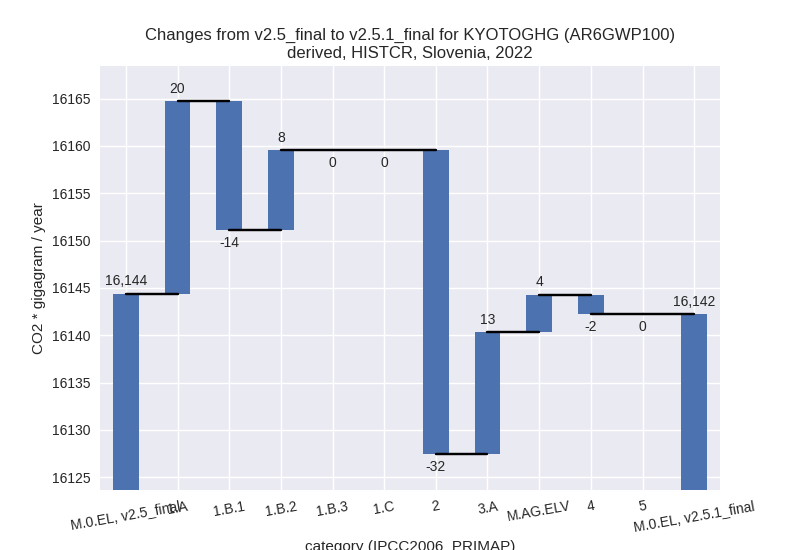 Changes from v2.5_final to v2.5.1_final for KYOTOGHG (AR6GWP100)
derived, HISTCR, Slovenia, 2022
CO2 * gigagram / year
16165
16160
16155
16150
16145
16140
16135
16130
16125
16,144
20
-14
8
0
0
-32
13
4
-2
0
16,142
M.0.EL, v2.5_final
1.A
1.B.1
1.B.2
1.B.3
1.C
2
3.A
M.AG.ELV
4
5
M.0.EL, v2.5.1_final
category (IPCC2006_PRIMAP)